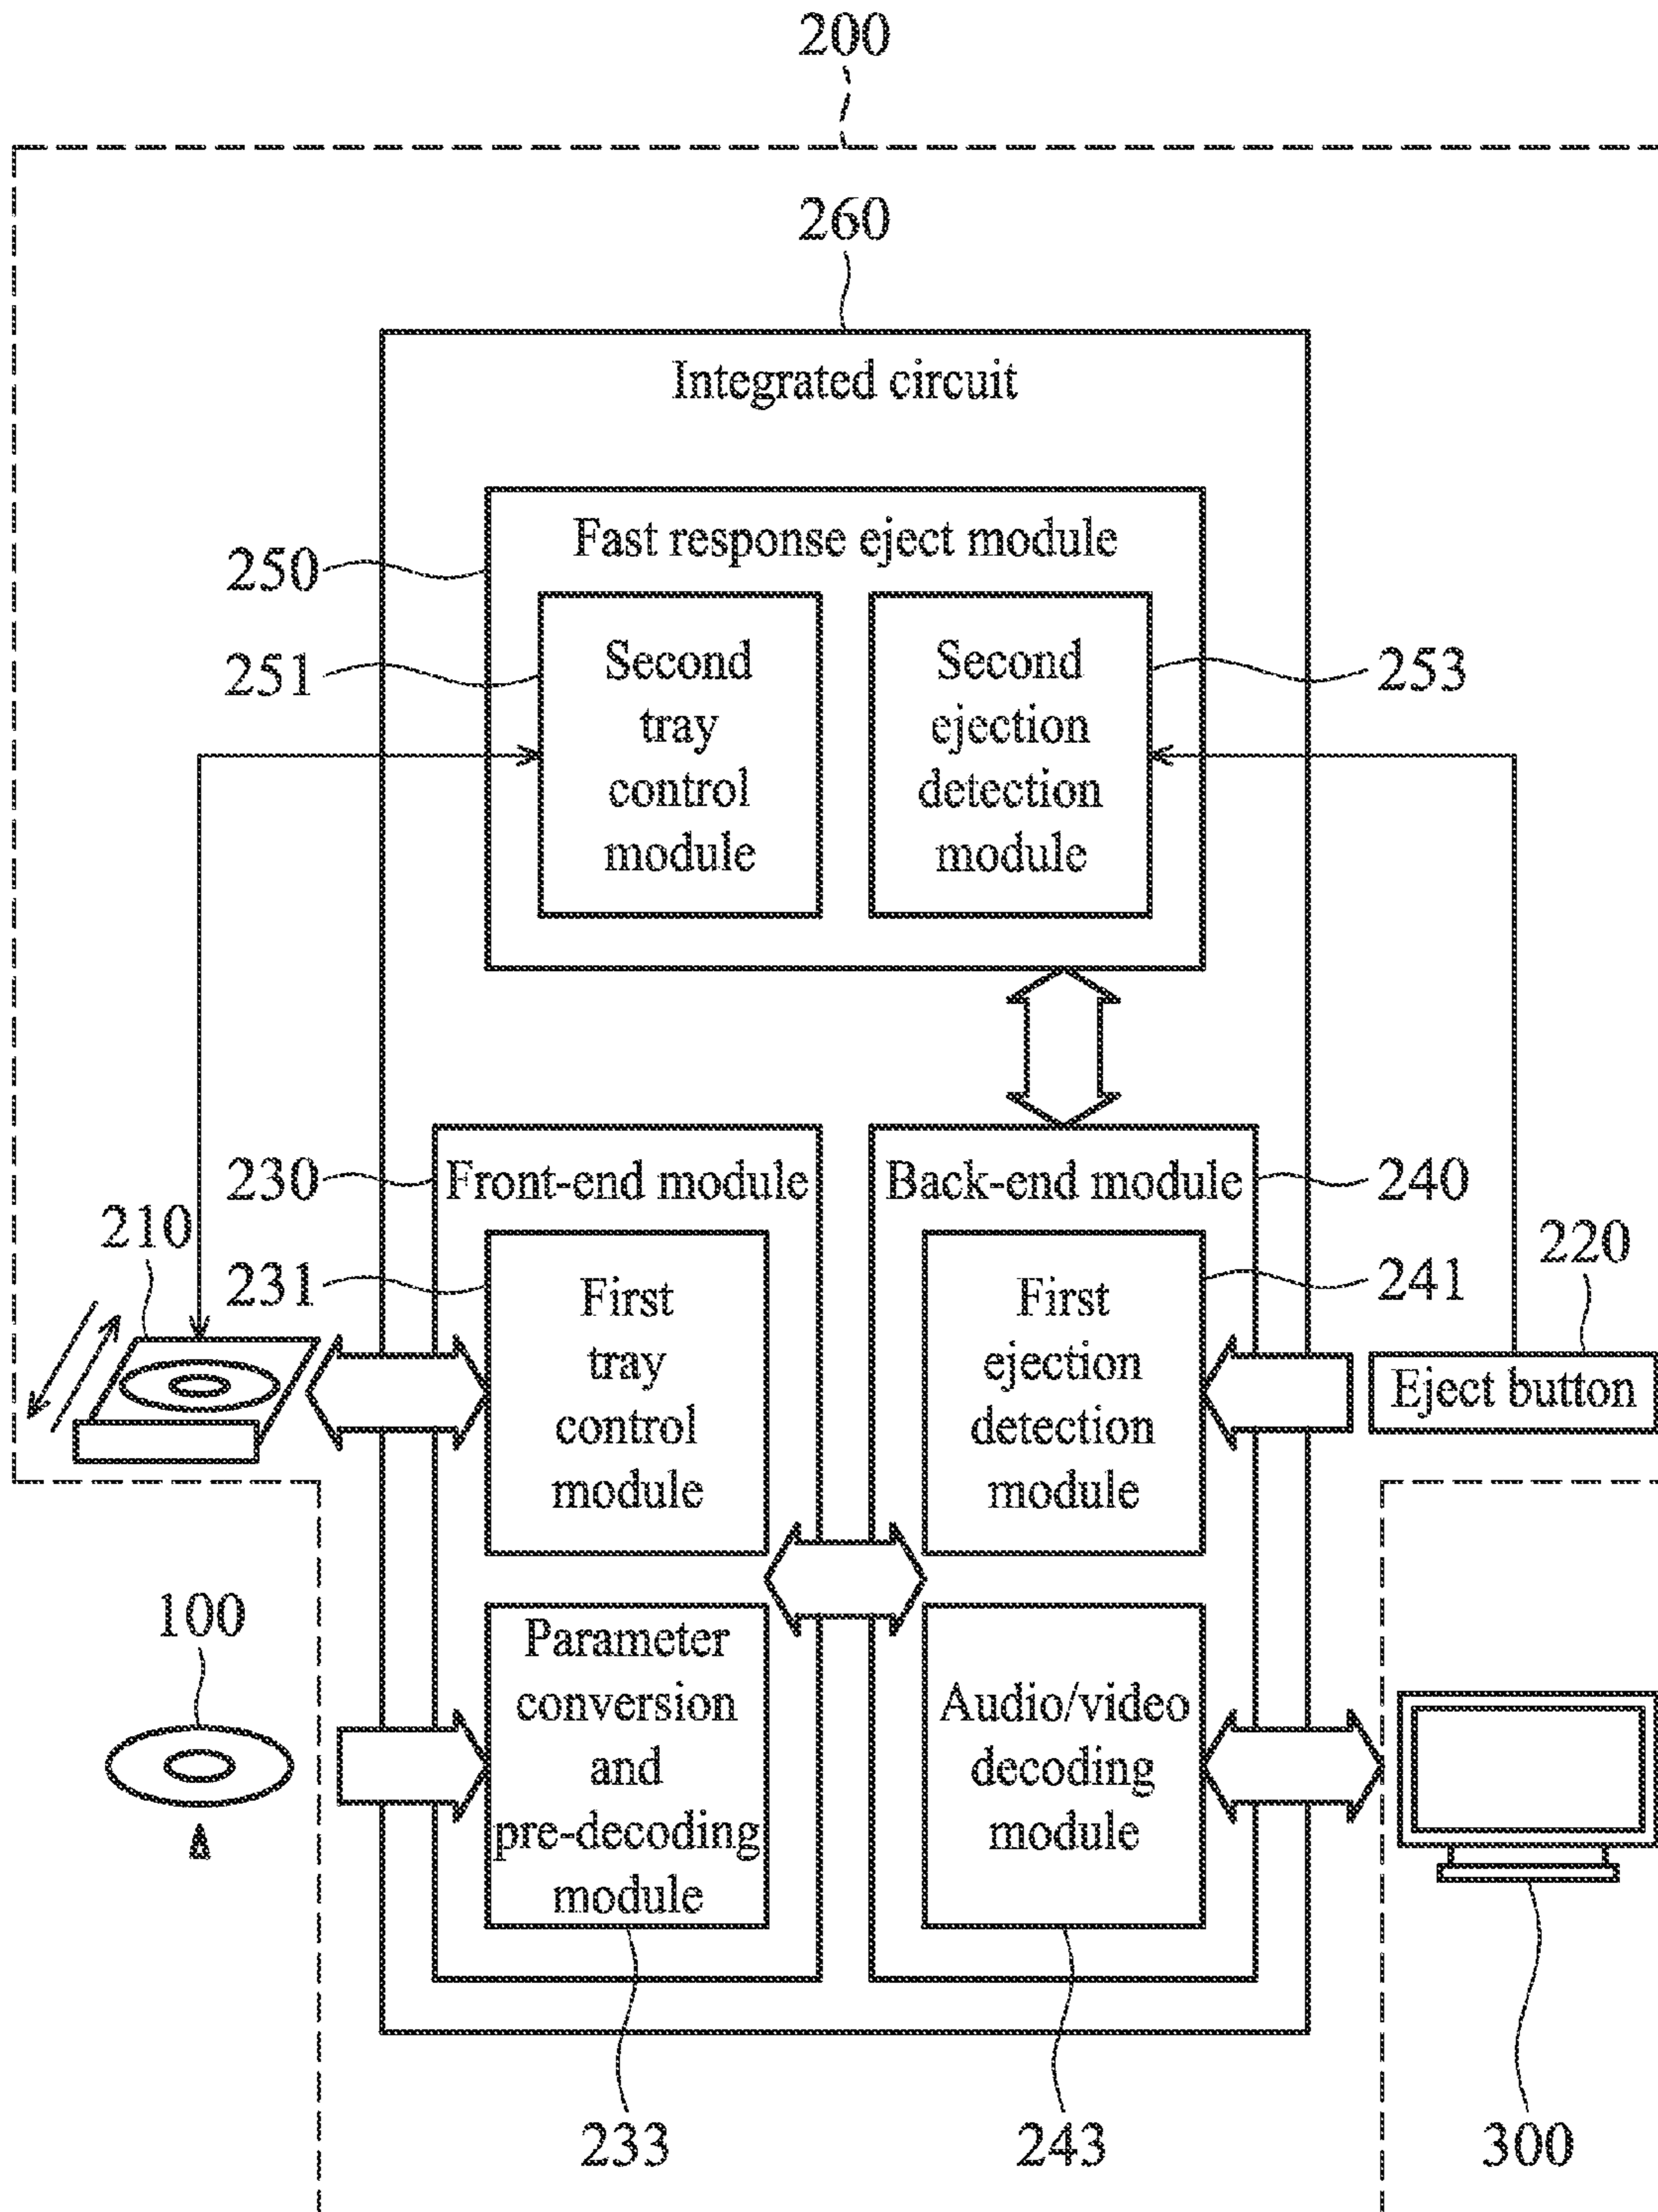 200
260
Integrated circuit
Fast response eject module
250
251
Second
tray
control
module
Second
ejection
detection
module
253
230
Front-end module
Back-end module
240
210
231
First
tray
control
module
First
ejection
detection
module
241
220
Eject button
100
Parameter
conversion
and
pre-decoding
module
Audio/video
decoding
module
233
243
300